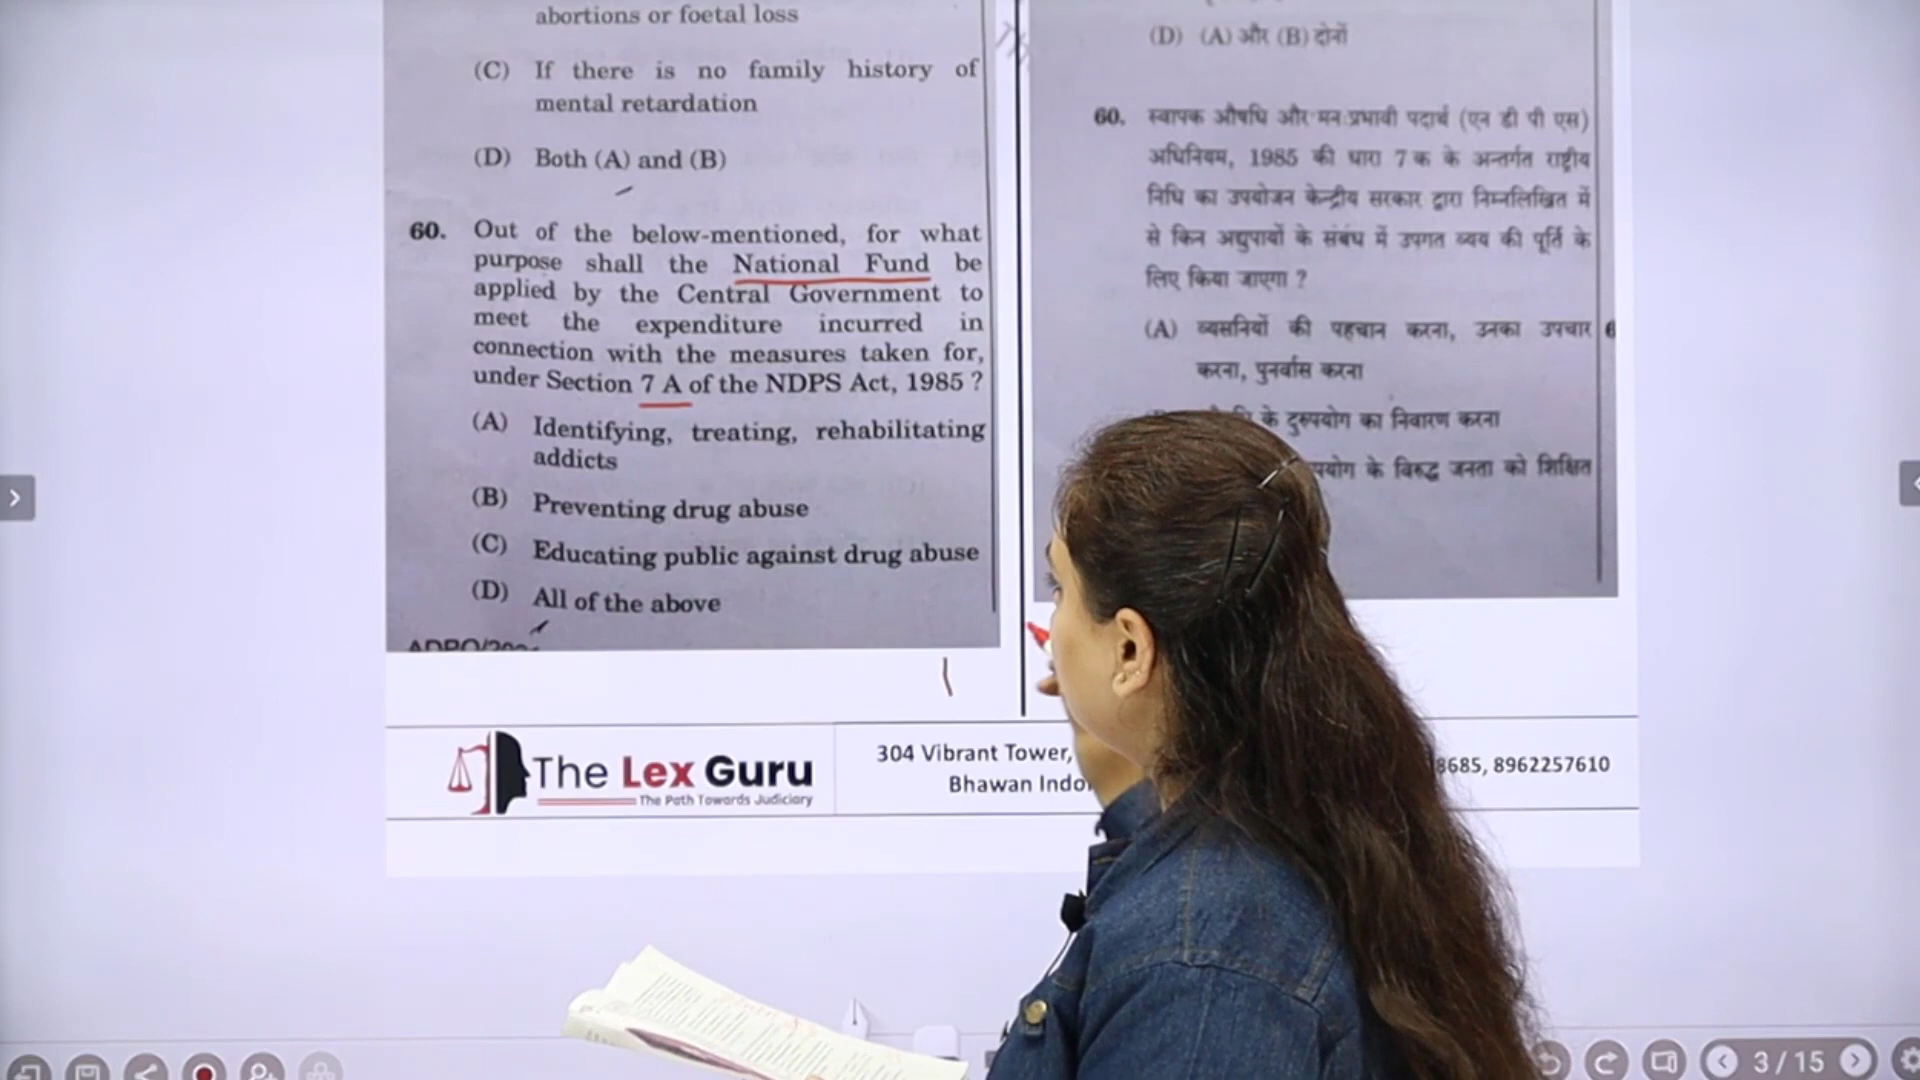 abortions or foetal loss
(C) If there is no family history of
mental retardation
(D) Both (A) and (B)
60. Out of the below-mentioned, for what
purpose shall the National Fund be
applied by the Central Government to
meet the expenditure incurred in
connection with the measures taken for,
under Section 7 A of the NDPS Act, 1985 ?
(A) Identifying, treating, rehabilitating
addicts
(B) Preventing drug abuse
(C) Educating public against drug abuse
(D) All of the above
(D) (A) और (B) दोनों
60. स्वापक औषधि और मन:प्रभावी पदार्थ (एन डी पी एस)
अधिनियम, 1985 की धारा 7 क के अन्तर्गत राष्ट्रीय
निधि का उपयोजन केन्द्रीय सरकार द्वारा निम्नलिखित में
से किन अध्युपायों के संबंध में उपगत व्यय की पूर्ति के
लिए किया जाएगा ?
(A) व्यसनियों की पहचान करना, उनका उपचार
करना, पुनर्वास करना
के दुरुपयोग का निवारण करना
के विरुद्ध जनता को शिक्षित
The Lex Guru
The Path Towards Judiciary
304 Vibrant Tower,
Bhawan
8685, 8962257610
3 / 15